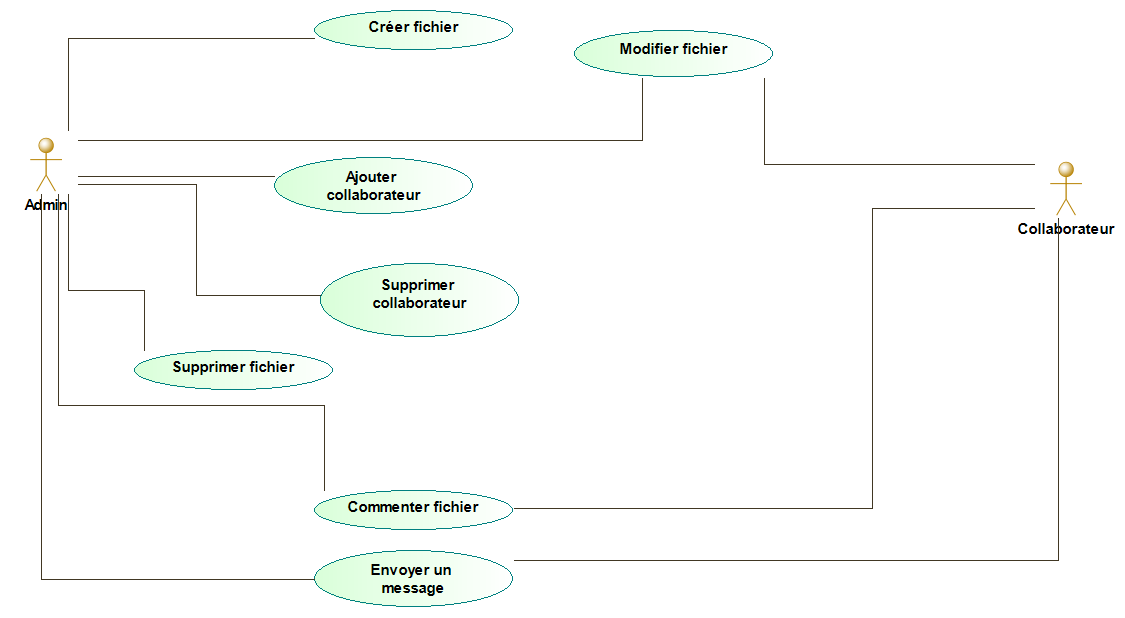 Créer fichier
Modifier fichier
Ajouter
collaborateur
Admin
Collaborateur
Supprimer
collaborateur
Supprimer fichier
Commenter fichier
Envoyer un
message